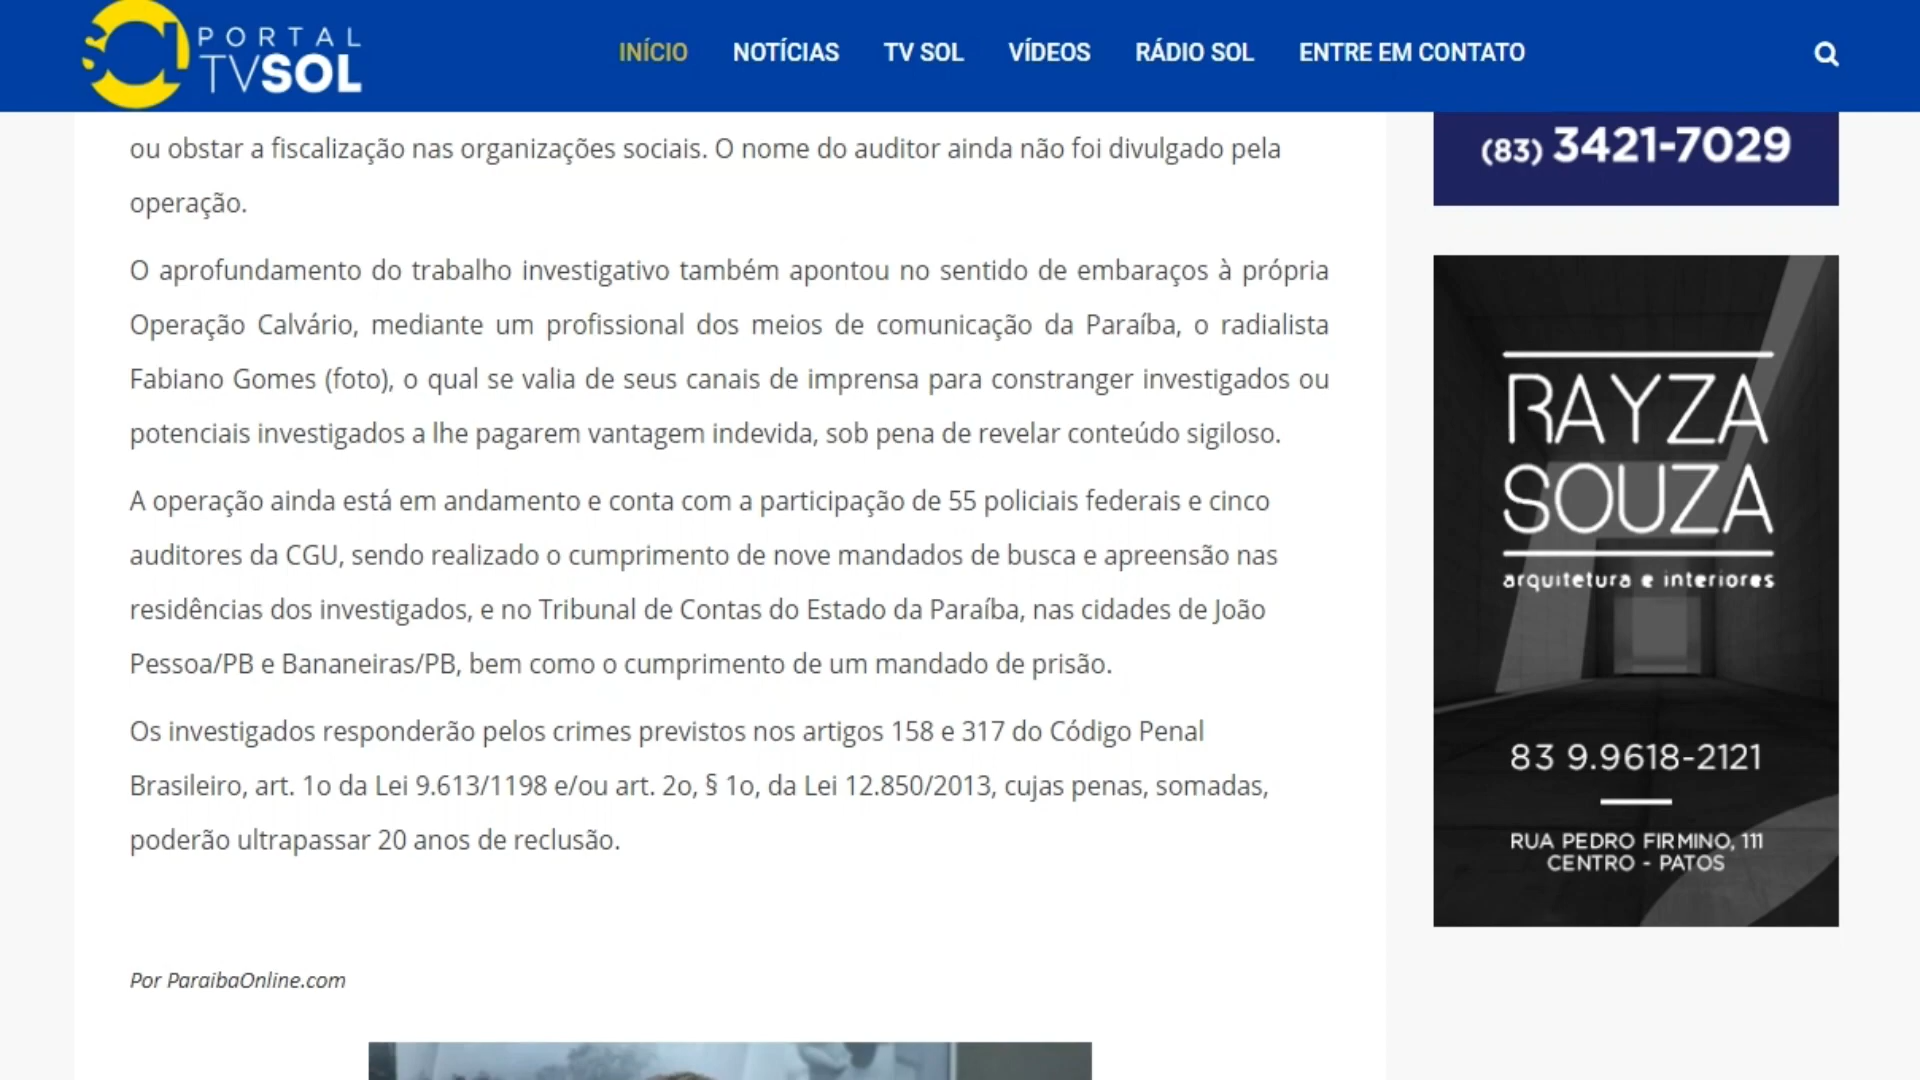 PORTAL
TVSOL
INÍCIO NOTÍCIAS TV SOL VÍDEOS RÁDIO SOL ENTRE EM CONTATO
ou obstar a fiscalização nas organizações sociais. O nome do auditor ainda não foi divulgado pela
operação.
O aprofundamento do trabalho investigativo também apontou no sentido de embaraços à própria
Operação Calvário, mediante um profissional dos meios de comunicação da Paraíba, o radialista
Fabiano Gomes (foto), o qual se valia de seus canais de imprensa para constranger investigados ou
potenciais investigados a lhe pagarem vantagem indevida, sob pena de revelar conteúdo sigiloso.
A operação ainda está em andamento e conta com a participação de 55 policiais federais e cinco
auditores da CGU, sendo realizado o cumprimento de nove mandados de busca e apreensão nas
residências dos investigados, e no Tribunal de Contas do Estado da Paraíba, nas cidades de João
Pessoa/PB e Bananeiras/PB, bem como o cumprimento de um mandado de prisão.
Os investigados responderão pelos crimes previstos nos artigos 158 e 317 do Código Penal
Brasileiro, art. 1o da Lei 9.613/1198 e/ou art. 2o, § 1o, da Lei 12.850/2013, cujas penas, somadas,
poderão ultrapassar 20 anos de reclusão.
Por ParaibaOnline.com
(83) 3421-7029
RAYZA
SOUZA
arquitetura e interiores
83 9.9618-2121
RUA PEDRO FIRMINO, 111
CENTRO - PATOS